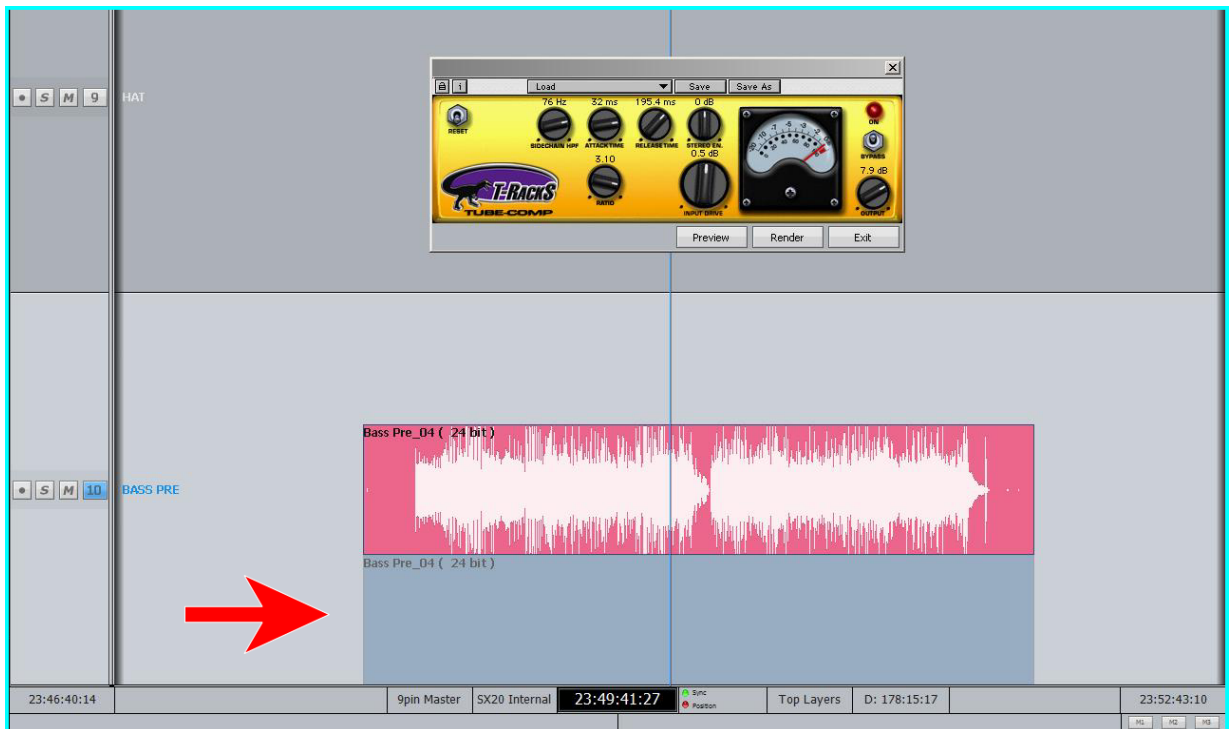 Load Save Save As
i
76 Hz 32 ms 195.4 ms 0 dB
RESET
SIDECHAIN HPF ATTACK TIME RELEASE TIME STEREO EN.
ON
3.10 0.5 dB
BYPASS
7.9 dB
T-RACKS
RATIO
TUBE-COMP
INPUT DRIVE
OUTPUT
Preview Render Exit
S M 9 HAT
Bass Pre_04 ( 24 bit )
S M 10 BASS PRE
Bass Pre_04 ( 24 bit )
23:46:40:14 9pin Master SX20 Internal 23:49:41:27 Sync Position Top Layers D: 178:15:17 23:52:43:10
M1 M2 M3